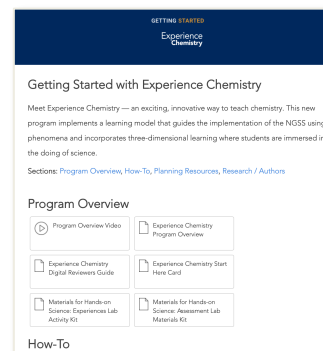 GETTING STARTED
Experience
Chemistry
Getting Started with Experience Chemistry
Meet Experience Chemistry — an exciting, innovative way to teach chemistry. This new
program implements a learning model that guides the implementation of the NGSS using
phenomena and incorporates three-dimensional learning where students are immersed in
the doing of science.
Sections: Program Overview, How-To, Planning Resources, Research / Authors
Program Overview
Program Overview Video
Experience Chemistry
Program Overview
Experience Chemistry
Digital Reviewers Guide
Experience Chemistry Start
Here Card
Materials for Hands-on
Science: Experiences Lab
Activity Kit
Materials for Hands-on
Science: Assessment Lab
Materials Kit
How-To